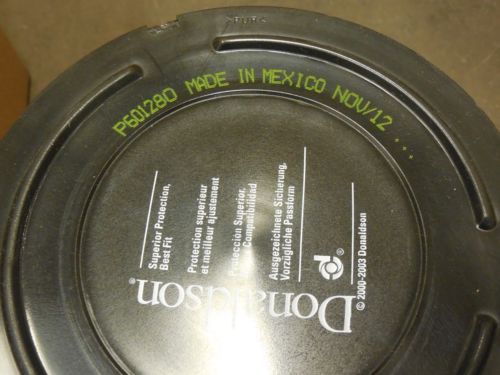 >PUR<
P601280 MADE IN MEXICO NOV/12 ...
Superior Protection,
Best Fit
Protection supérieur
et meilleur ajustement
Protección Superior,
Compatibilidad
Ausgezeichnete Sicherung,
Vorzügliche Passform
Donaldson®
© 2000-2003 Donaldson